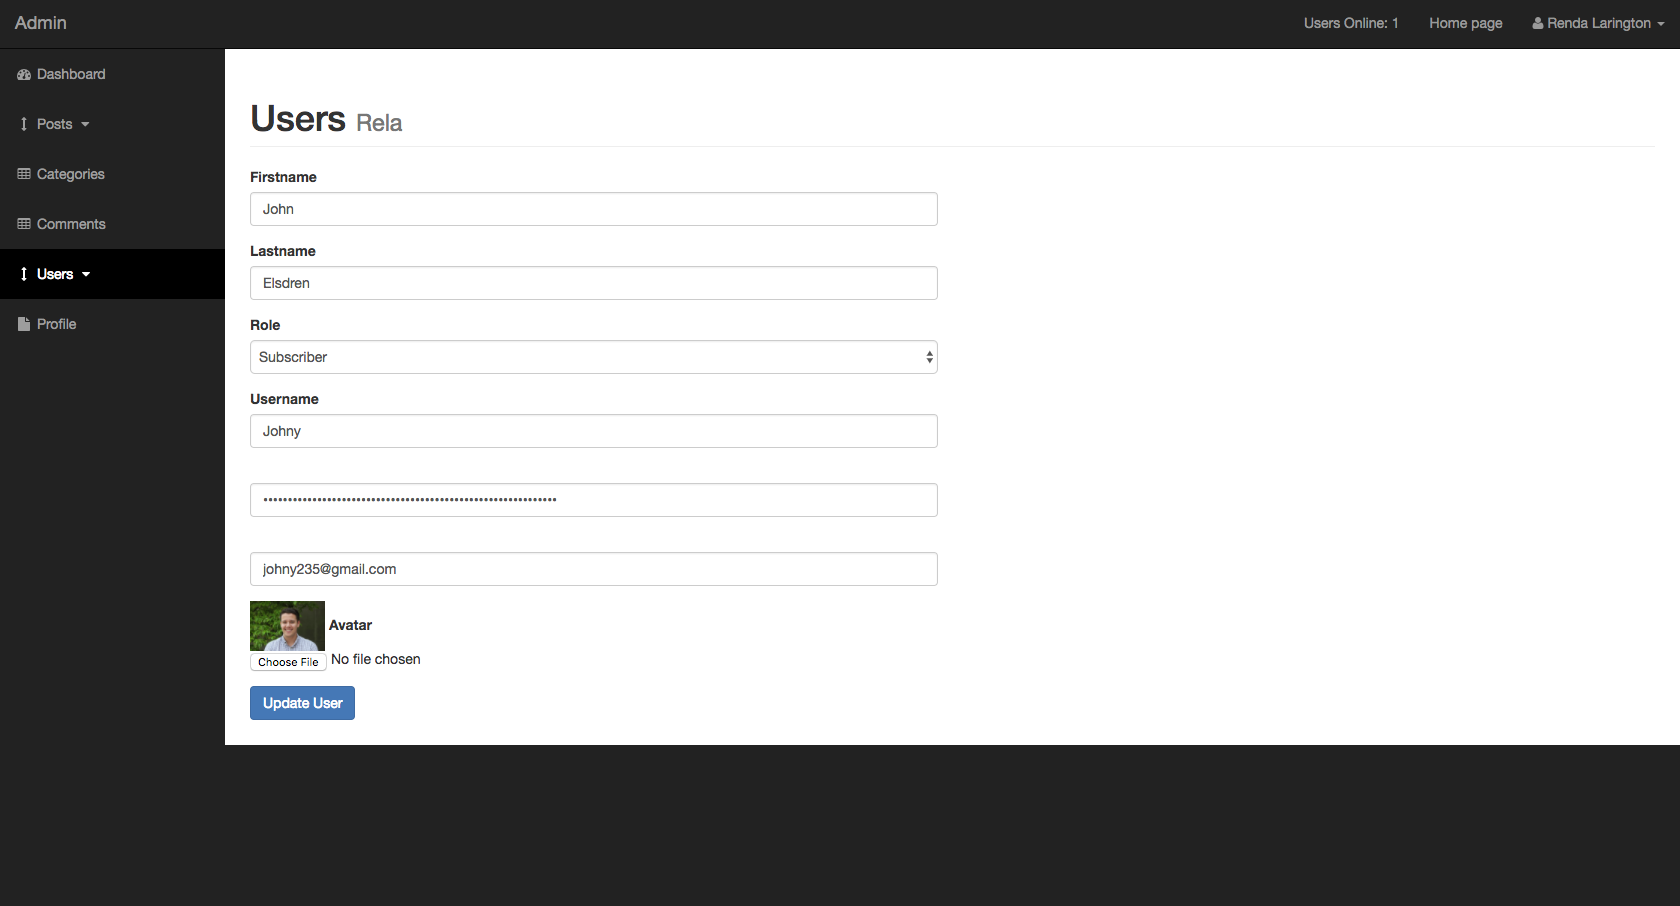 Admin
Users Online: 1 Home page Renda Larington
Dashboard
Posts
Categories
Comments
Users
Profile
Users Rela
Firstname
John
Lastname
Elsdren
Role
Subscriber
Username
Johny
johny235@gmail.com
Avatar
Choose File No file chosen
Update User